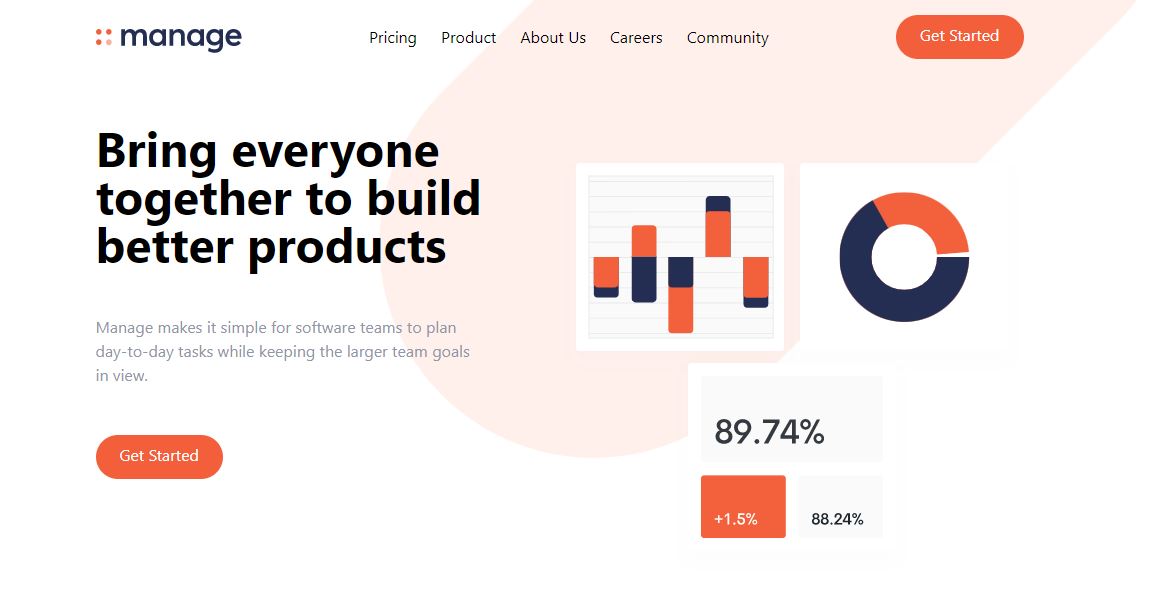 manage
Pricing
Product
About Us
Careers
Community
Get Started
Bring everyone
together to build
better products
Manage makes it simple for software teams to plan
day-to-day tasks while keeping the larger team goals
in view.
Get Started
89.74%
+1.5%
88.24%